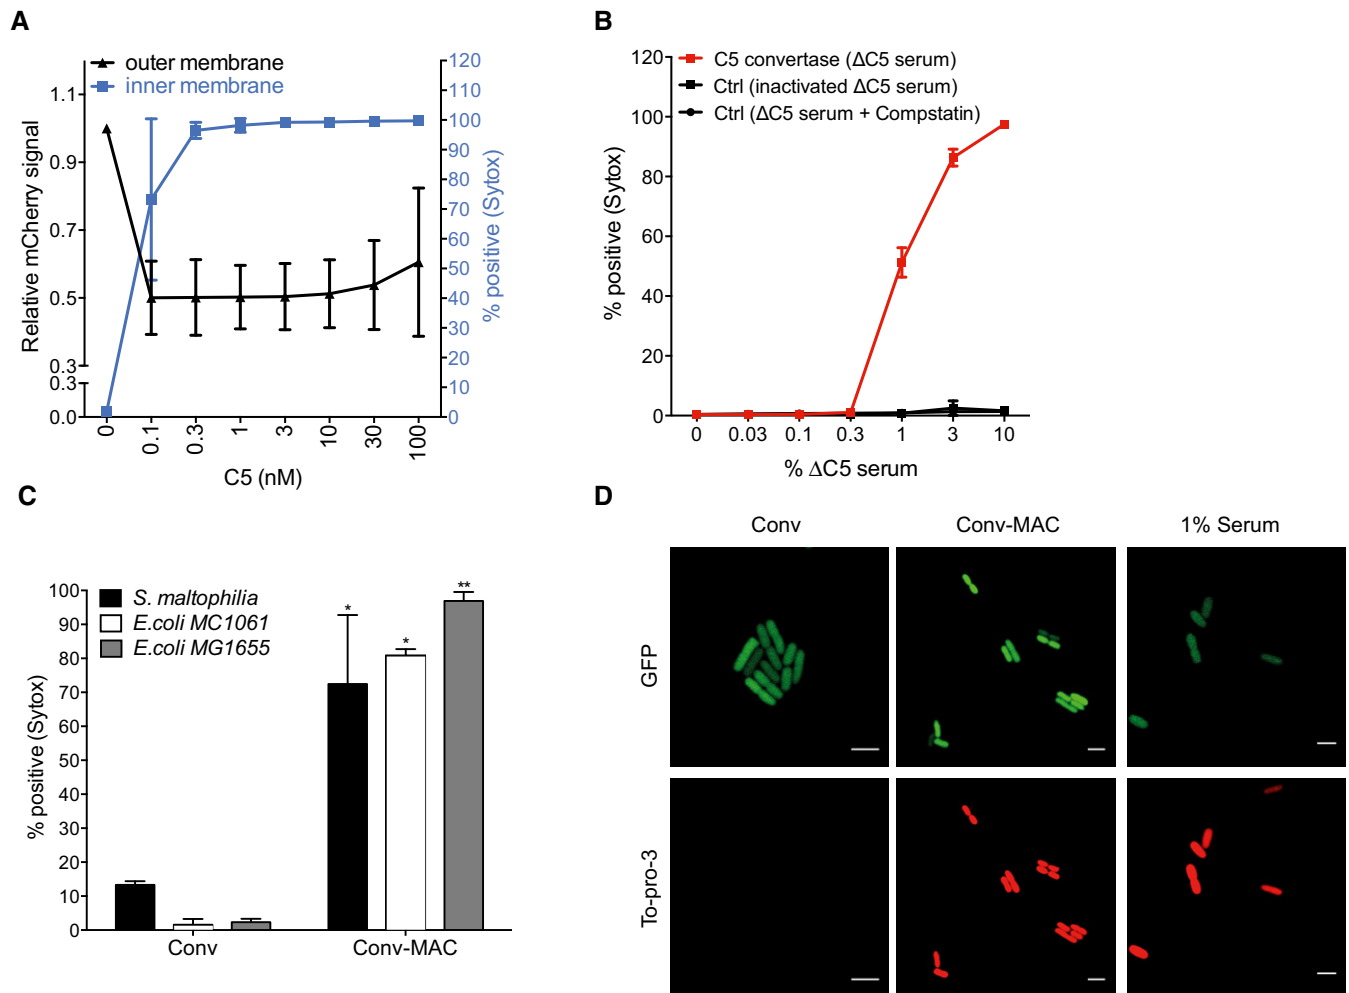 A
outer membrane
inner membrane
Relative mCherry signal
1.1
0.9
0.7
0.5
0.3
0.3
0.0
120
110
100
90
80
70
60
50
40
30
20
10
0
% positive (Sytox)
0 0.1 0.3 1 3 10 30 100
C5 (nM)
B
C5 convertase (ΔC5 serum)
Ctrl (inactivated ΔC5 serum)
Ctrl (ΔC5 serum + Compstatin)
% positive (Sytox)
120
100
80
60
40
20
0
0 0.03 0.1 0.3 1 3 10
% ΔC5 serum
C
S. maltophilia
E.coli MC1061
E.coli MG1655
% positive (Sytox)
100
90
80
70
60
50
40
30
20
10
0
* * **
Conv Conv-MAC
D
Conv Conv-MAC 1% Serum
GFP
To-pro-3